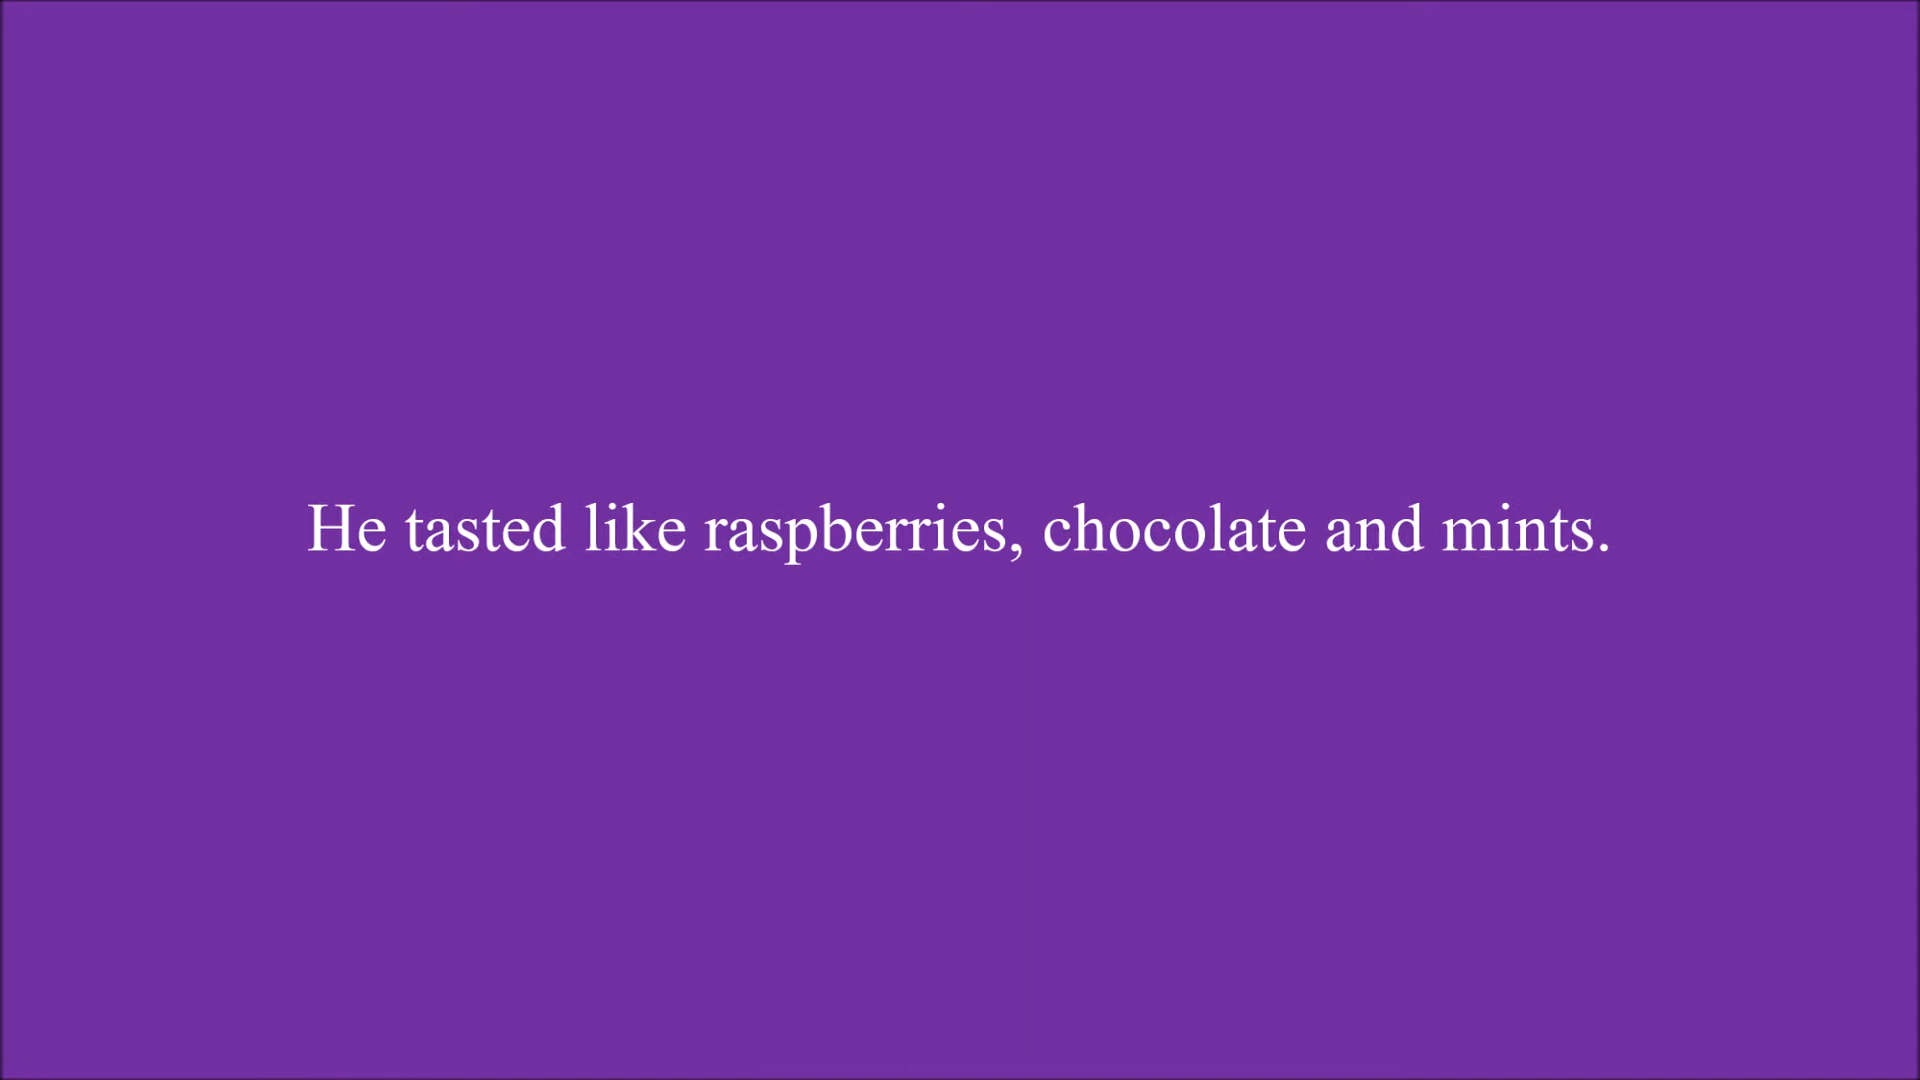 He tasted like raspberries, chocolate and mints.